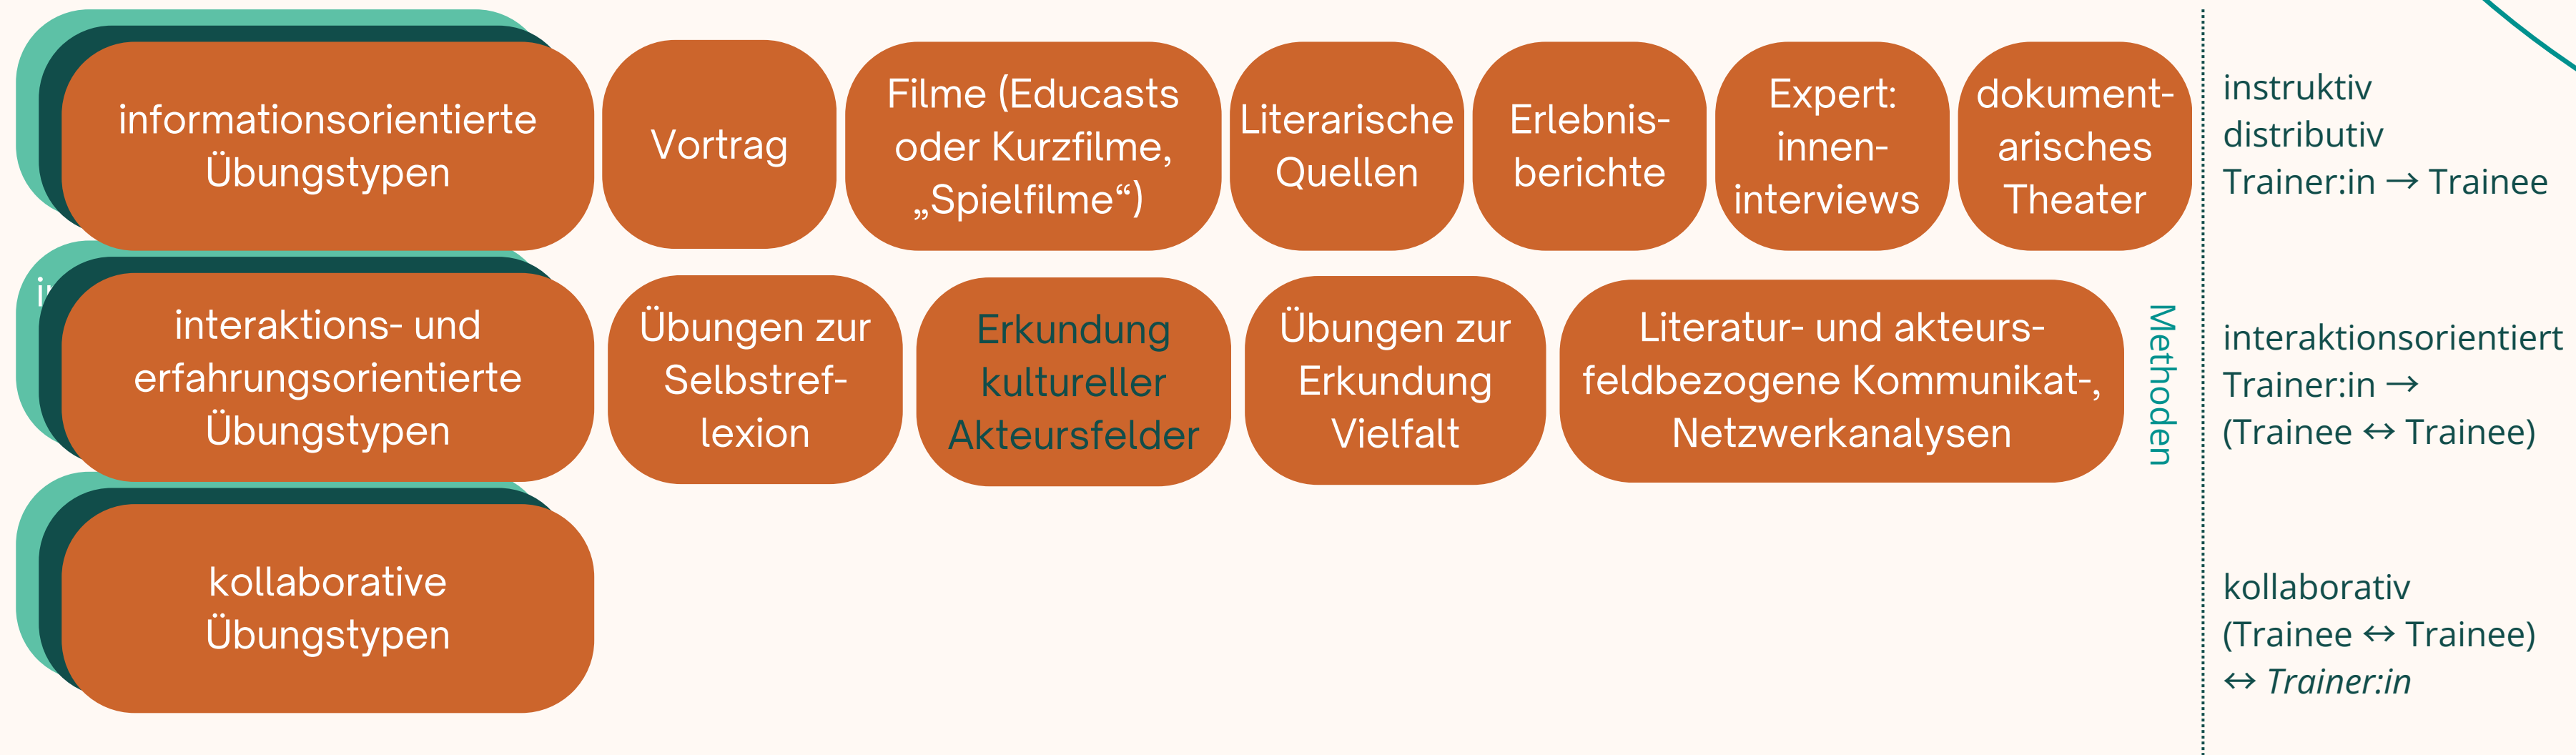 informationsorientierte
Übungstypen
Vortrag
Filme (Educasts
oder Kurzfilme,
„Spielfilme“)
Literarische
Quellen
Erlebnis-
berichte
Expert:
innen-
interviews
dokument-
arisches
Theater
instruktiv
distributiv
Trainer:in → Trainee
interaktions- und
erfahrungsorientierte
Übungstypen
Übungen zur
Selbstref-
lexion
Erkundung
kultureller
Akteursfelder
Übungen zur
Erkundung
Vielfalt
Literatur- und akteurs-
feldbezogene Kommunikat-,
Netzwerkanalysen
Methoden
interaktionsorientiert
Trainer:in →
(Trainee ↔ Trainee)
kollaborative
Übungstypen
kollaborativ
(Trainee ↔ Trainee)
↔ Trainer:in